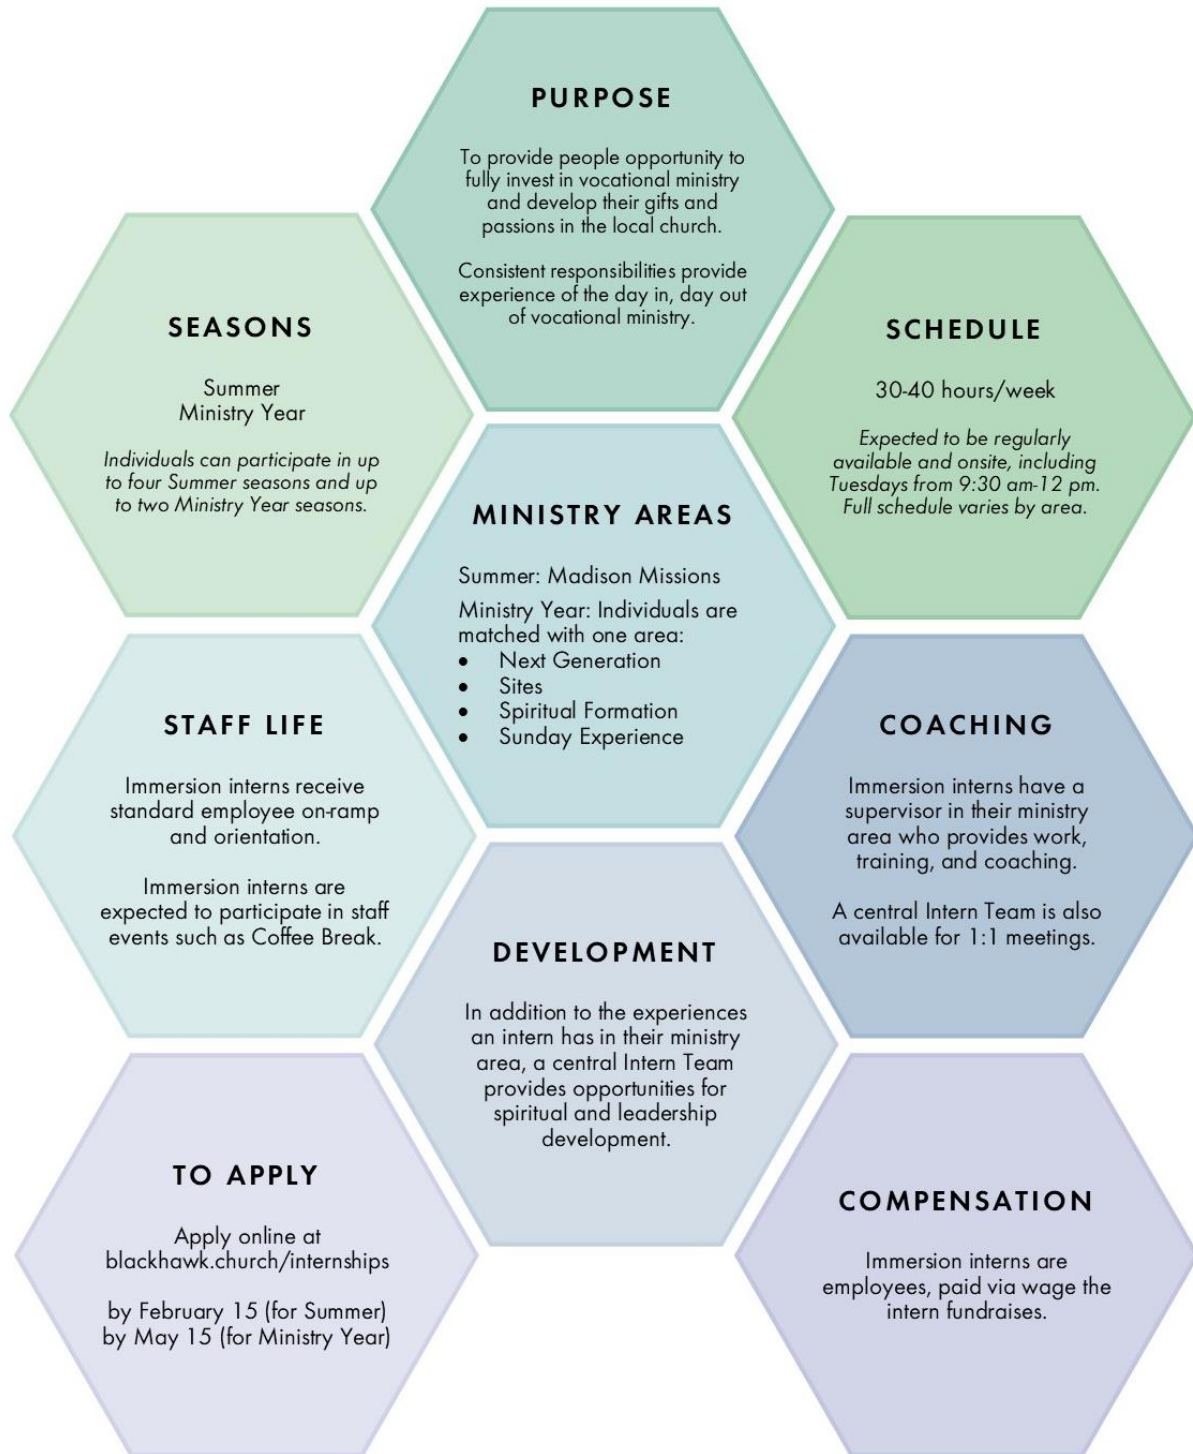 PURPOSE
To provide people opportunity to
fully invest in vocational ministry
and develop their gifts and
passions in the local church.
Consistent responsibilities provide
experience of the day in, day out
of vocational ministry.
SEASONS
Summer
Ministry Year
Individuals can participate in up
to four Summer seasons and up
to two Ministry Year seasons.
SCHEDULE
30-40 hours/week
Expected to be regularly
available and onsite, including
Tuesdays from 9:30 am-12 pm.
Full schedule varies by area.
MINISTRY AREAS
Summer: Madison Missions
Ministry Year: Individuals are
matched with one area:
• Next Generation
• Sites
• Spiritual Formation
• Sunday Experience
STAFF LIFE
Immersion interns receive
standard employee on-ramp
and orientation.
Immersion interns are
expected to participate in staff
events such as Coffee Break.
COACHING
Immersion interns have a
supervisor in their ministry
area who provides work,
training, and coaching.
A central Intern Team is also
available for 1:1 meetings.
DEVELOPMENT
In addition to the experiences
an intern has in their ministry
area, a central Intern Team
provides opportunities for
spiritual and leadership
development.
TO APPLY
Apply online at
blackhawk.church/internships
by February 15 (for Summer)
by May 15 (for Ministry Year)
COMPENSATION
Immersion interns are
employees, paid via wage the
intern fundraises.